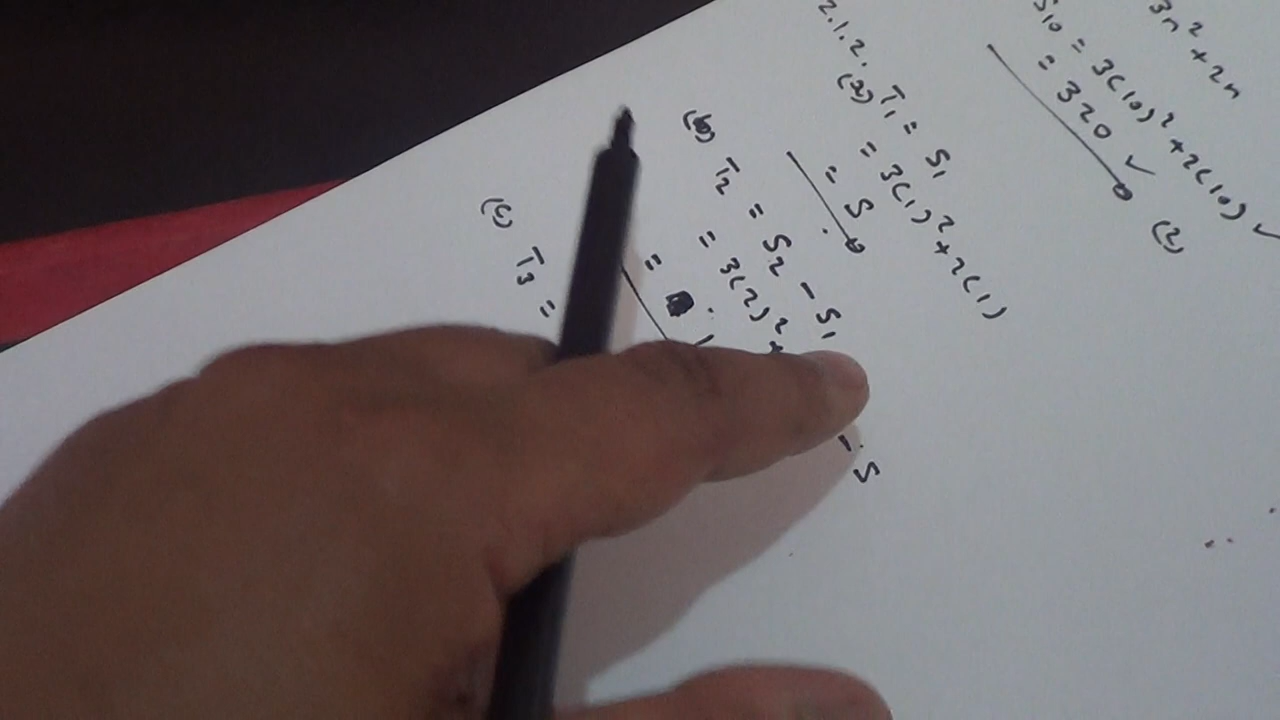 3n² + 2n
S10 = 3(10)² + 2(10) ✓
= 320 ✓ (2)
2.1.2.
(a) T₁ = S₁
= 3(1)² + 2(1)
= 5
(b) T₂ = S₂ - S₁
= 3(2)² + - 5
=
(c) T₃ =